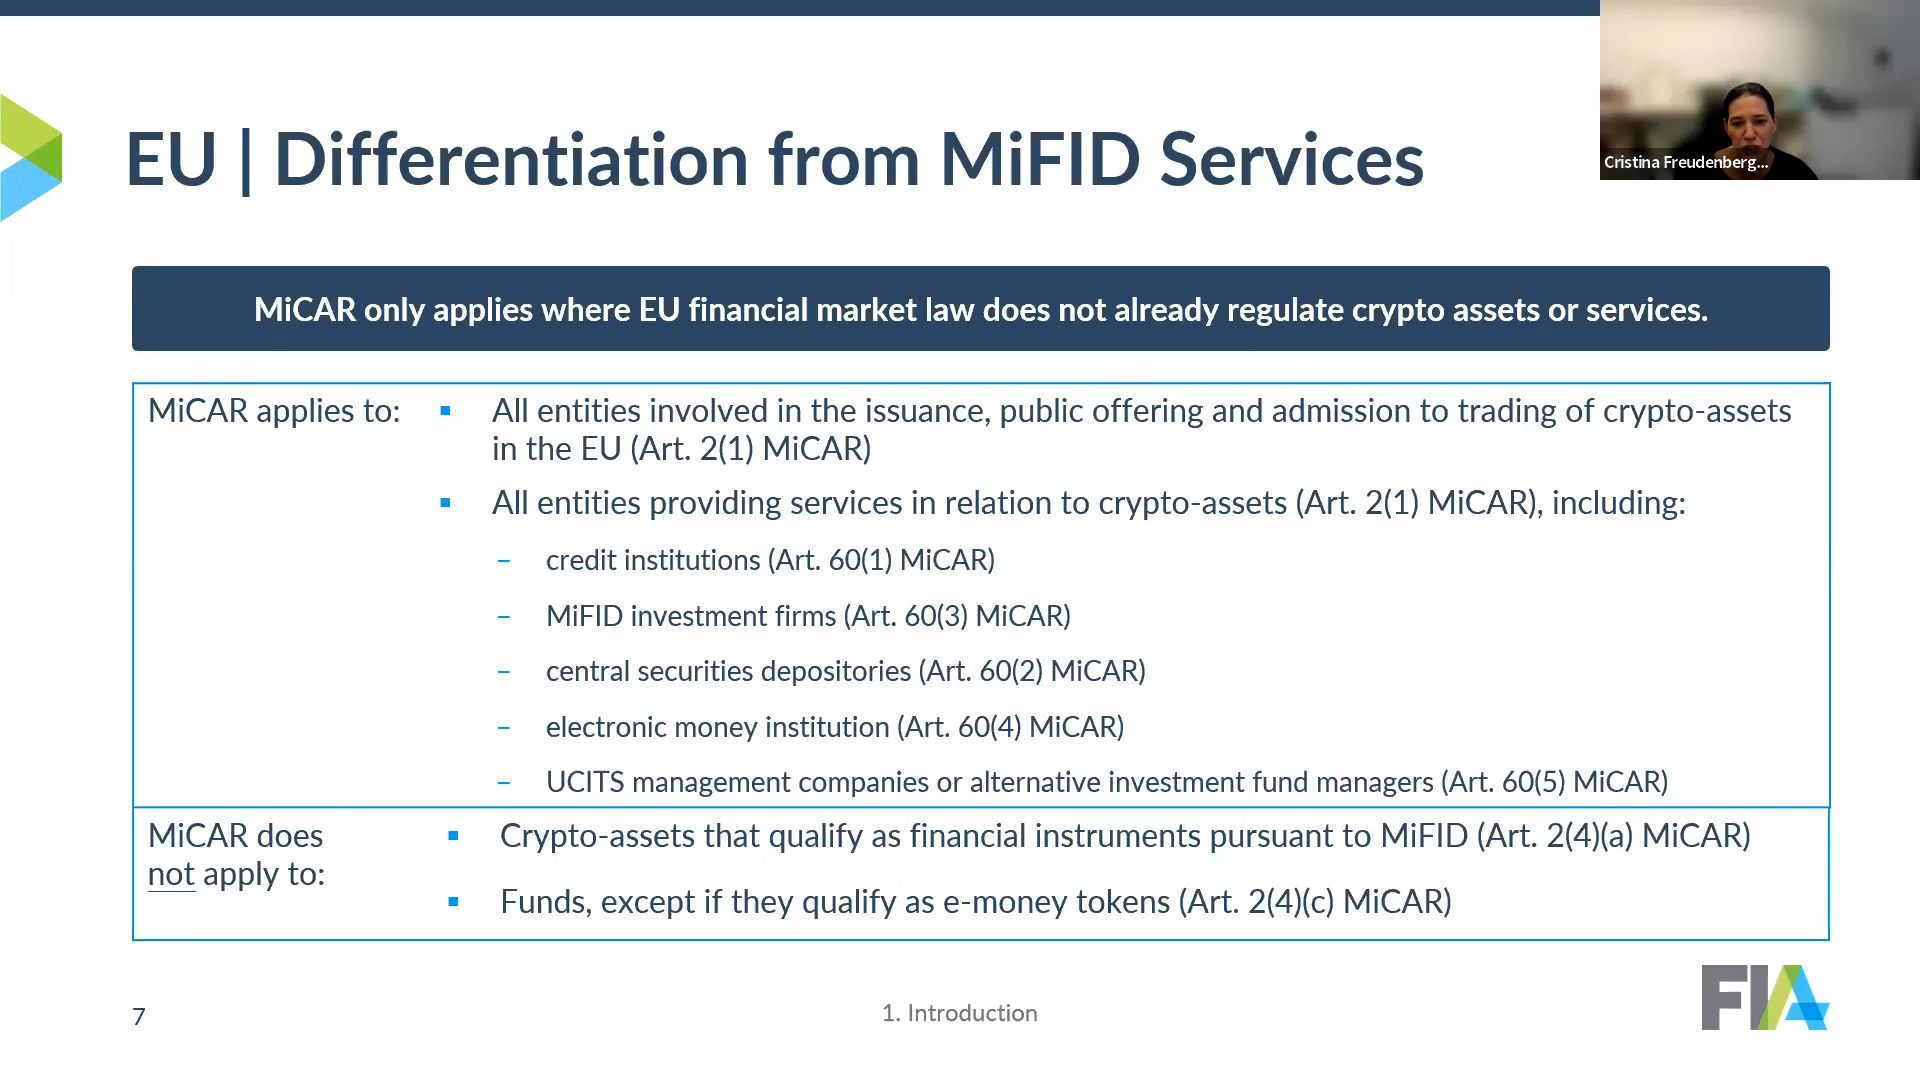 EU | Differentiation from MiFID Services
Cristina Freudenberg...
MiCAR only applies where EU financial market law does not already regulate crypto assets or services.
MiCAR applies to:
▪ All entities involved in the issuance, public offering and admission to trading of crypto-assets
in the EU (Art. 2(1) MiCAR)
▪ All entities providing services in relation to crypto-assets (Art. 2(1) MiCAR), including:
– credit institutions (Art. 60(1) MiCAR)
– MiFID investment firms (Art. 60(3) MiCAR)
– central securities depositories (Art. 60(2) MiCAR)
– electronic money institution (Art. 60(4) MiCAR)
– UCITS management companies or alternative investment fund managers (Art. 60(5) MiCAR)
MiCAR does
not apply to:
▪ Crypto-assets that qualify as financial instruments pursuant to MiFID (Art. 2(4)(a) MiCAR)
▪ Funds, except if they qualify as e-money tokens (Art. 2(4)(c) MiCAR)
7
1. Introduction
FIA